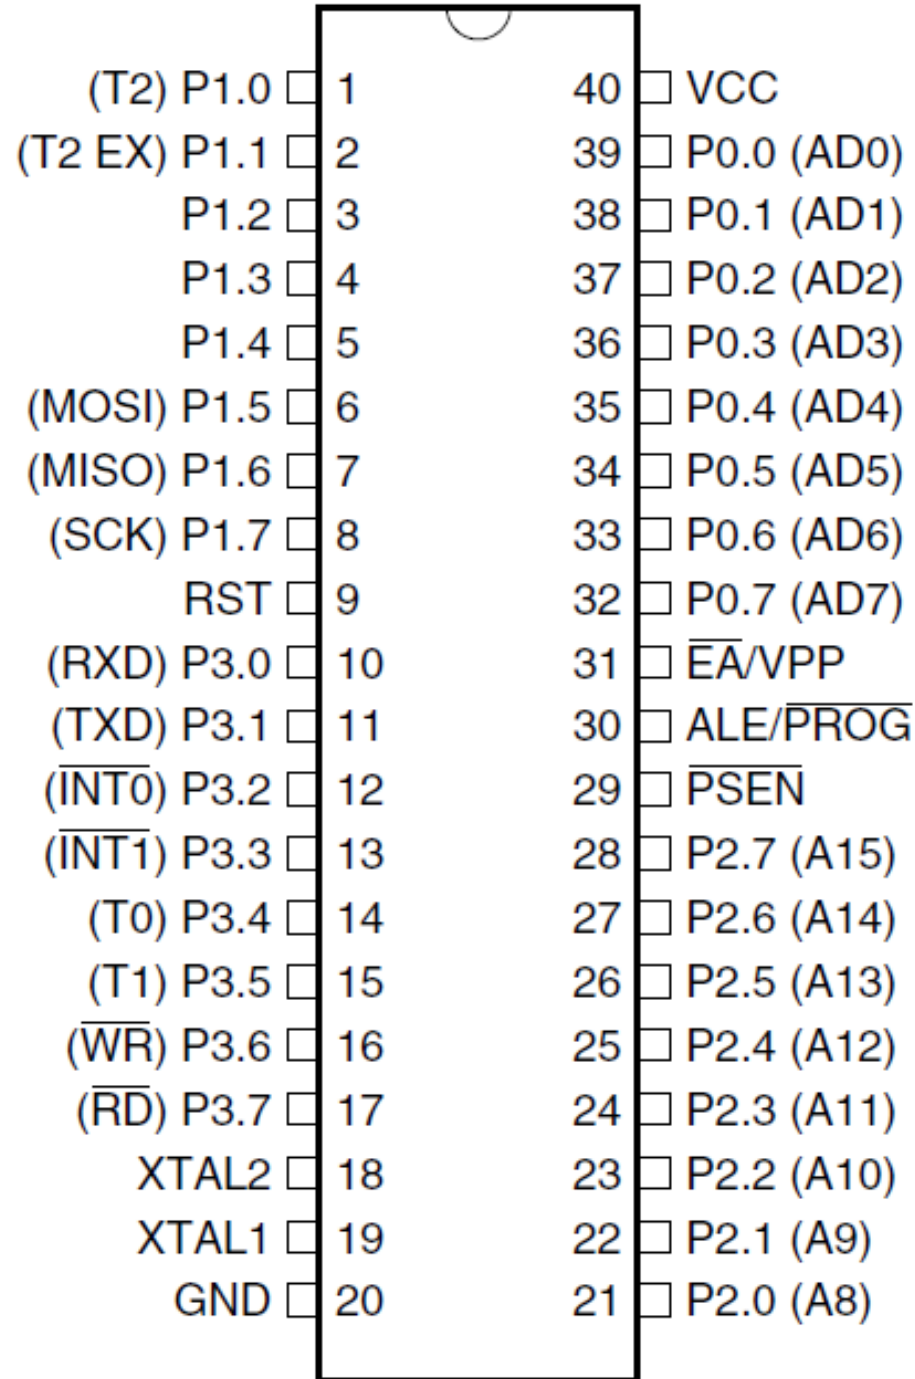 (T2) P1.0 1 40 VCC
(T2 EX) P1.1 2 39 P0.0 (AD0)
P1.2 3 38 P0.1 (AD1)
P1.3 4 37 P0.2 (AD2)
P1.4 5 36 P0.3 (AD3)
(MOSI) P1.5 6 35 P0.4 (AD4)
(MISO) P1.6 7 34 P0.5 (AD5)
(SCK) P1.7 8 33 P0.6 (AD6)
RST 9 32 P0.7 (AD7)
(RXD) P3.0 10 31 E̅A̅/VPP
(TXD) P3.1 11 30 ALE/P̅R̅O̅G̅
(I̅N̅T̅0̅) P3.2 12 29 P̅S̅E̅N̅
(I̅N̅T̅1̅) P3.3 13 28 P2.7 (A15)
(T0) P3.4 14 27 P2.6 (A14)
(T1) P3.5 15 26 P2.5 (A13)
(W̅R̅) P3.6 16 25 P2.4 (A12)
(R̅D̅) P3.7 17 24 P2.3 (A11)
XTAL2 18 23 P2.2 (A10)
XTAL1 19 22 P2.1 (A9)
GND 20 21 P2.0 (A8)